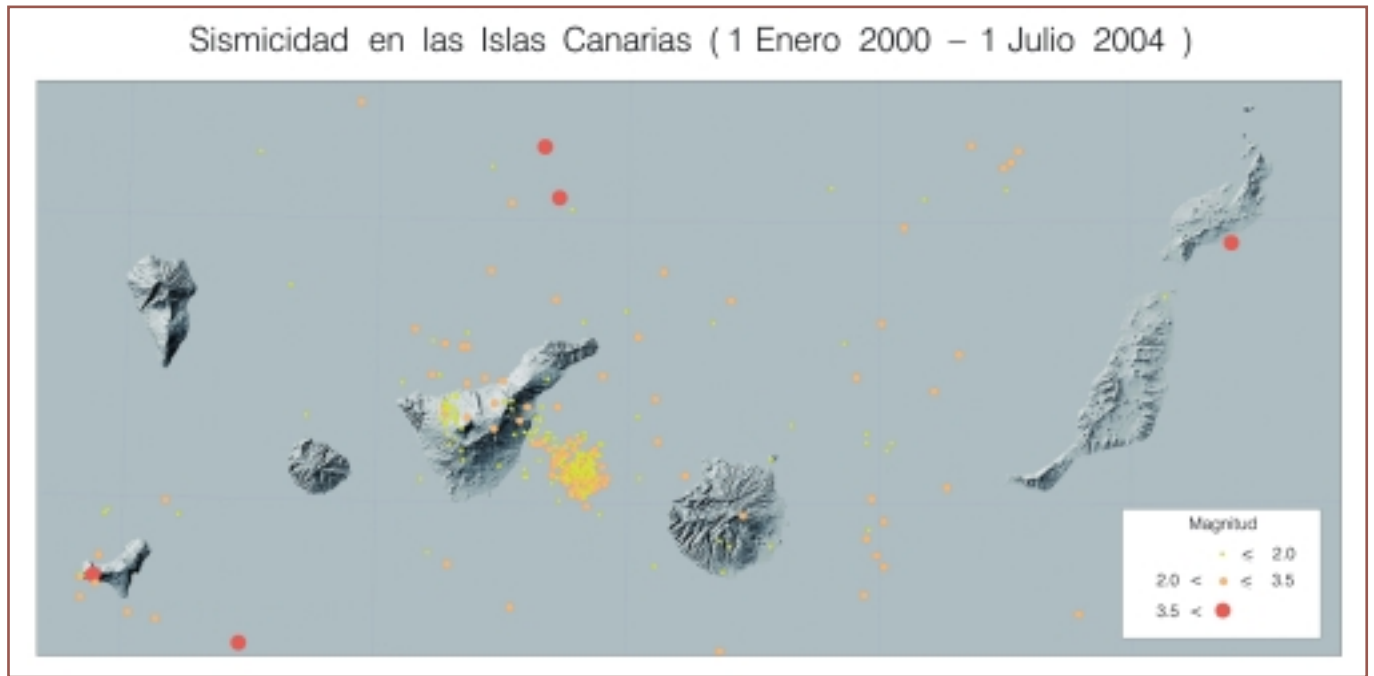 Sismicidad en las Islas Canarias ( 1 Enero 2000 – 1 Julio 2004 )
Magnitud
≤ 2.0
2.0 < ≤ 3.5
3.5 <